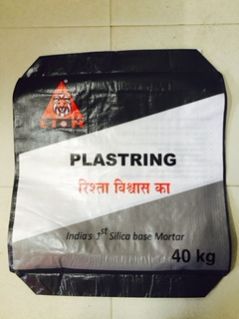 PLASTRING
रिश्ता विश्वास का
India's 1st Silica base Mortar
40 kg